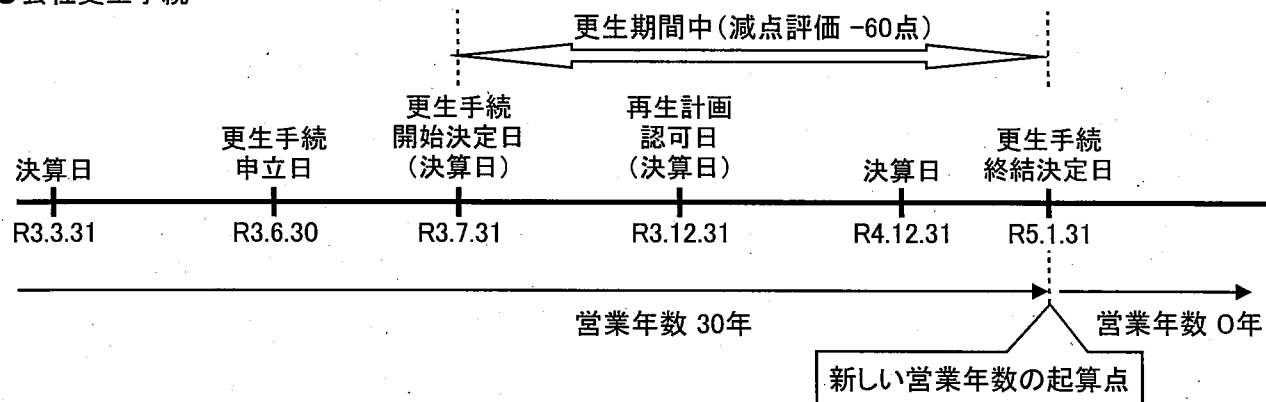 ●会社更生手続
更生期間中(減点評価 -60点)
更生手続
開始決定日
(決算日)
再生計画
認可日
(決算日)
更生手続
申立日
更生手続
終結決定日
決算日
決算日
R3.3.31
R3.6.30
R3.7.31
R3.12.31
R4.12.31
R5.1.31
営業年数 30年
営業年数 0年
新しい営業年数の起算点